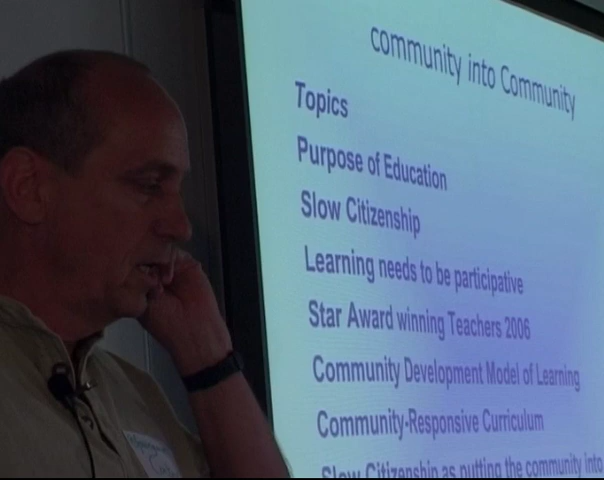 community into Community
Topics
Purpose of Education
Slow Citizenship
Learning needs to be participative
Star Award winning Teachers 2006
Community Development Model of Learning
Community-Responsive Curriculum
Slow Citizenship as putting the community into